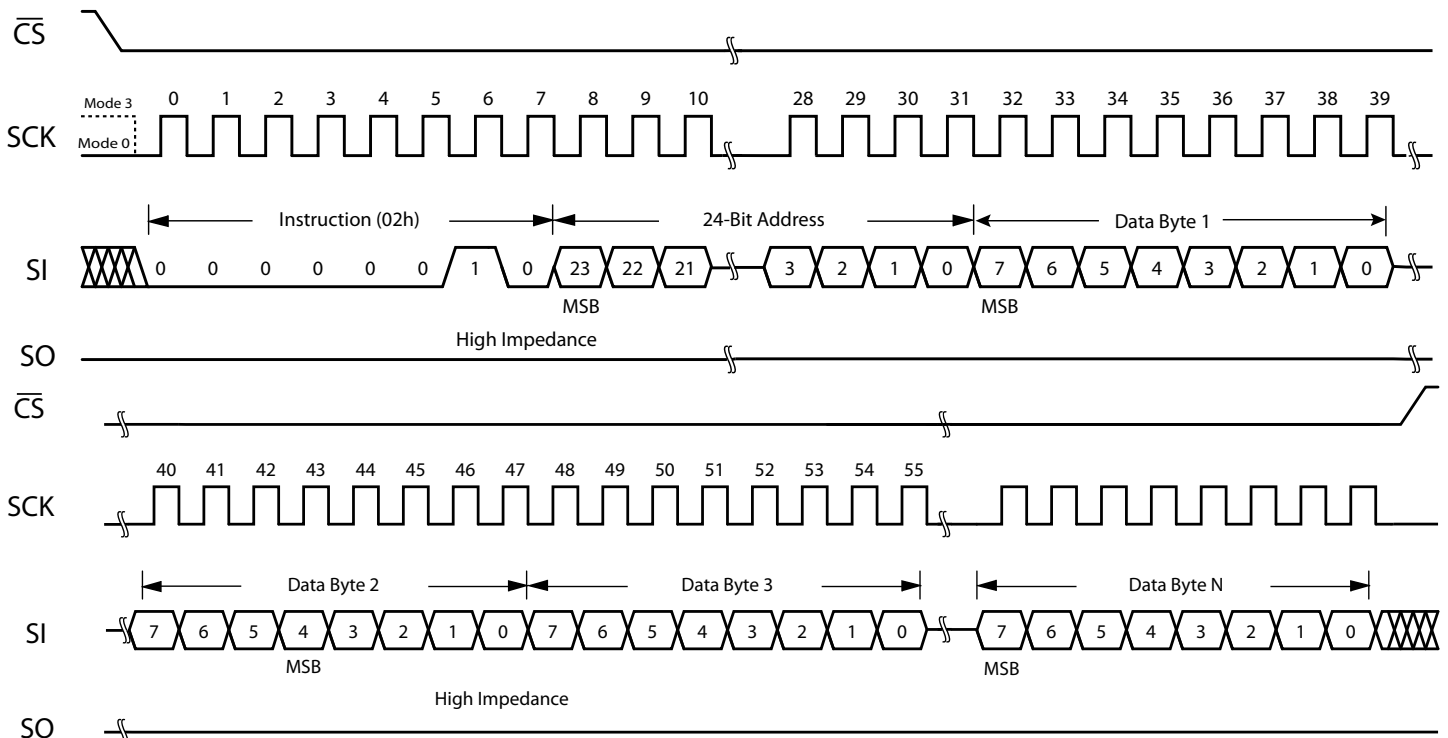 CS
Mode 3
0 1 2 3 4 5 6 7 8 9 10 28 29 30 31 32 33 34 35 36 37 38 39
SCK
Mode 0
Instruction (02h) 24-Bit Address Data Byte 1
SI 0 0 0 0 0 0 1 0 23 22 21 3 2 1 0 7 6 5 4 3 2 1 0
MSB MSB
High Impedance
SO
CS
40 41 42 43 44 45 46 47 48 49 50 51 52 53 54 55
SCK
Data Byte 2 Data Byte 3 Data Byte N
SI 7 6 5 4 3 2 1 0 7 6 5 4 3 2 1 0 7 6 5 4 3 2 1 0
MSB MSB
High Impedance
SO